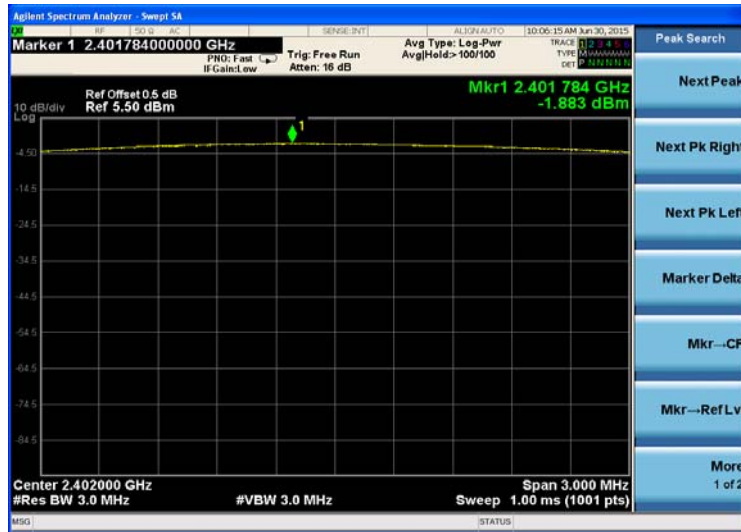 Agilent Spectrum Analyzer - Swept SA
RF 50 Ω AC SENSE:INT ALIGN AUTO 10:06:15 AM Jun 30, 2015
Marker 1 2.401784000000 GHz
PNO: Fast
IFGain:Low
Trig: Free Run
Atten: 16 dB
Avg Type: Log-Pwr
Avg|Hold:> 100/100
TRACE 1 2 3 4 5 6
TYPE M
DET P N N N N N
Peak Search
Ref Offset 0.5 dB
Ref 5.50 dBm
10 dB/div
Log
Mkr1 2.401 784 GHz
-1.883 dBm
1
-4.50
-14.5
-24.5
-34.5
-44.5
-54.5
-64.5
-74.5
-84.5
Center 2.402000 GHz
#Res BW 3.0 MHz
#VBW 3.0 MHz
Span 3.000 MHz
Sweep 1.00 ms (1001 pts)
Next Peak
Next Pk Right
Next Pk Left
Marker Delta
Mkr→CF
Mkr→Ref Lv
More
1 of 2
MSG
STATUS